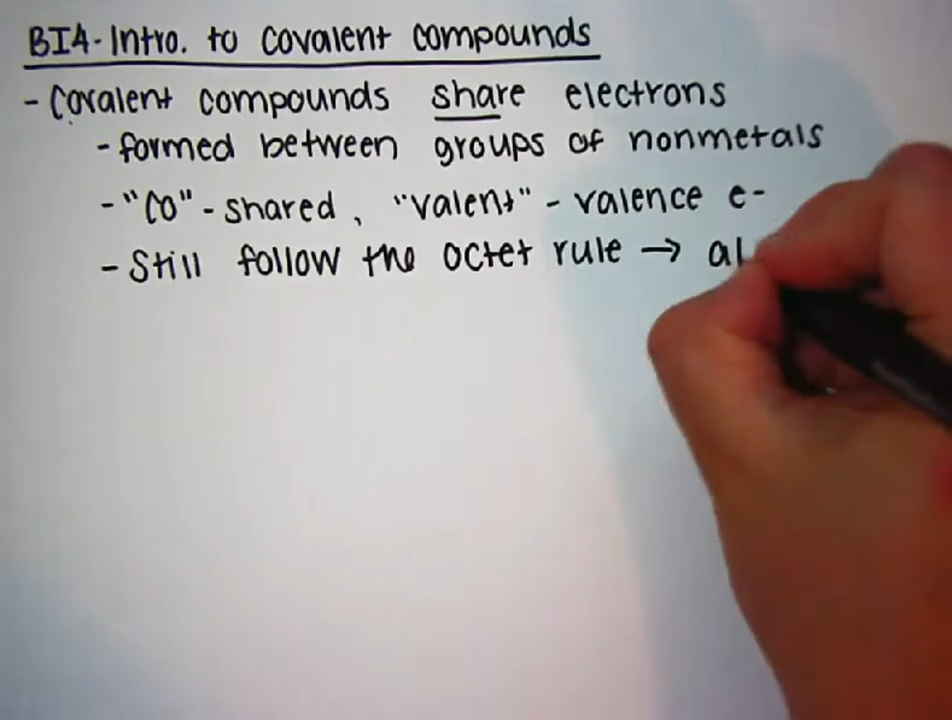 BI4-Intro. to covalent compounds
- Covalent compounds share electrons
- formed between groups of nonmetals
- "Co" - shared, "valent" - valence e-
- Still follow the octet rule → al